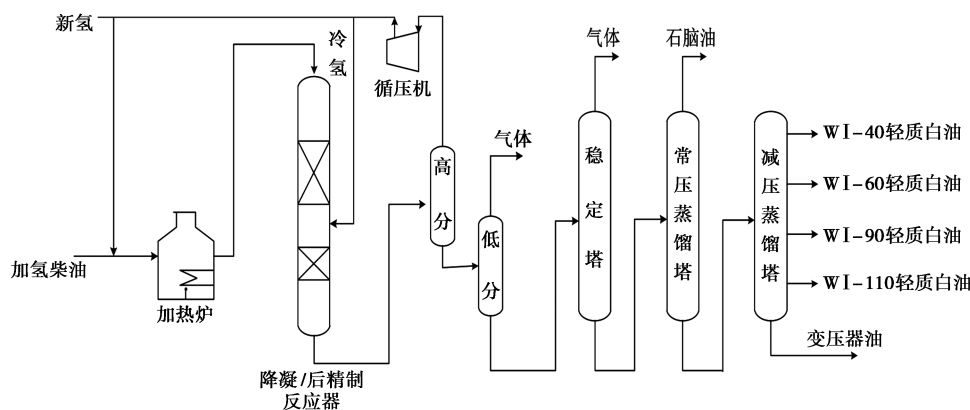 新氢
冷氢
循压机
气体
石脑油
气体
高分
低分
稳定塔
常压蒸馏塔
减压蒸馏塔
WI-40轻质白油
WI-60轻质白油
WI-90轻质白油
WI-110轻质白油
加氢柴油
加热炉
变压器油
降凝/后精制
反应器